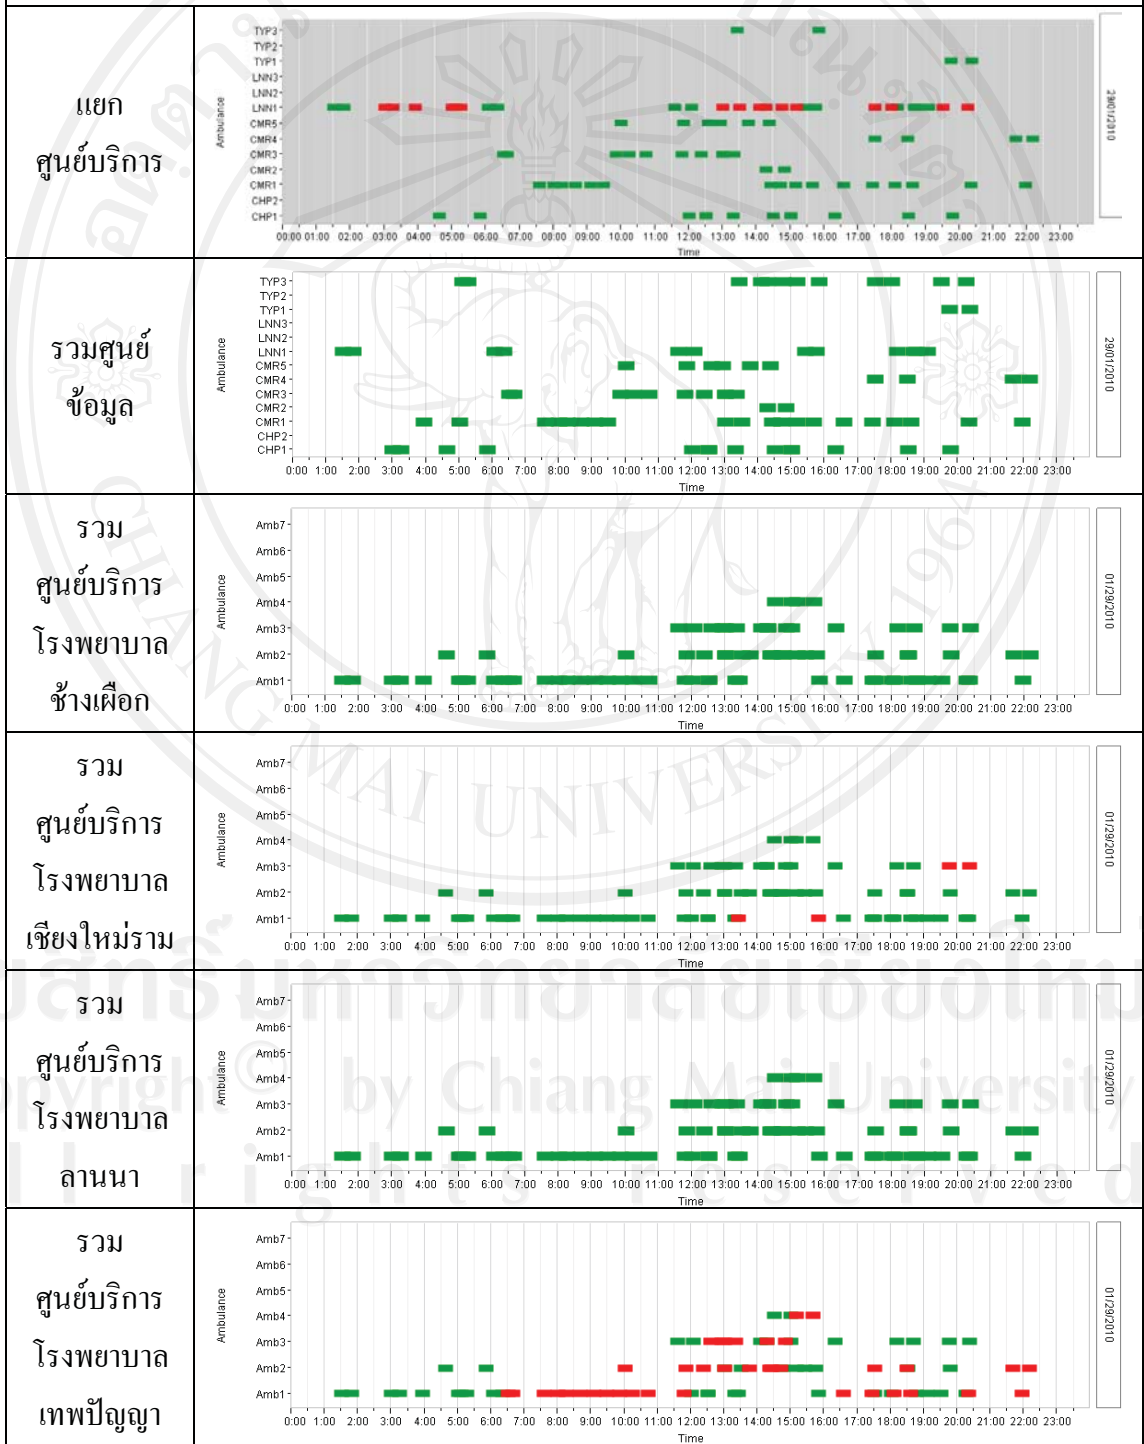 แยก
ศูนย์บริการ
Ambulance
TYP3
TYP2
TYP1
LNN3
LNN2
LNN1
CMR5
CMR4
CMR3
CMR2
CMR1
CHP2
CHP1
00:00 01:00 02:00 03:00 04:00 05:00 06:00 07:00 08:00 09:00 10:00 11:00 12:00 13:00 14:00 15:00 16:00 17:00 18:00 19:00 20:00 21:00 22:00 23:00
Time
29/01/2010
รวมศูนย์
ข้อมูล
Ambulance
TYP3
TYP2
TYP1
LNN3
LNN2
LNN1
CMR5
CMR4
CMR3
CMR2
CMR1
CHP2
CHP1
0:00 1:00 2:00 3:00 4:00 5:00 6:00 7:00 8:00 9:00 10:00 11:00 12:00 13:00 14:00 15:00 16:00 17:00 18:00 19:00 20:00 21:00 22:00 23:00
Time
29/01/2010
รวม
ศูนย์บริการ
โรงพยาบาล
ช้างเผือก
Ambulance
Amb7
Amb6
Amb5
Amb4
Amb3
Amb2
Amb1
0:00 1:00 2:00 3:00 4:00 5:00 6:00 7:00 8:00 9:00 10:00 11:00 12:00 13:00 14:00 15:00 16:00 17:00 18:00 19:00 20:00 21:00 22:00 23:00
Time
01/29/2010
รวม
ศูนย์บริการ
โรงพยาบาล
เชียงใหม่ราม
Ambulance
Amb7
Amb6
Amb5
Amb4
Amb3
Amb2
Amb1
0:00 1:00 2:00 3:00 4:00 5:00 6:00 7:00 8:00 9:00 10:00 11:00 12:00 13:00 14:00 15:00 16:00 17:00 18:00 19:00 20:00 21:00 22:00 23:00
Time
01/29/2010
รวม
ศูนย์บริการ
โรงพยาบาล
ลานนา
Ambulance
Amb7
Amb6
Amb5
Amb4
Amb3
Amb2
Amb1
0:00 1:00 2:00 3:00 4:00 5:00 6:00 7:00 8:00 9:00 10:00 11:00 12:00 13:00 14:00 15:00 16:00 17:00 18:00 19:00 20:00 21:00 22:00 23:00
Time
01/29/2010
รวม
ศูนย์บริการ
โรงพยาบาล
เทพปัญญา
Ambulance
Amb7
Amb6
Amb5
Amb4
Amb3
Amb2
Amb1
0:00 1:00 2:00 3:00 4:00 5:00 6:00 7:00 8:00 9:00 10:00 11:00 12:00 13:00 14:00 15:00 16:00 17:00 18:00 19:00 20:00 21:00 22:00 23:00
Time
01/29/2010
CHIANG MAI UNIVERSITY 1964
by Chiang Mai University
rights reserved